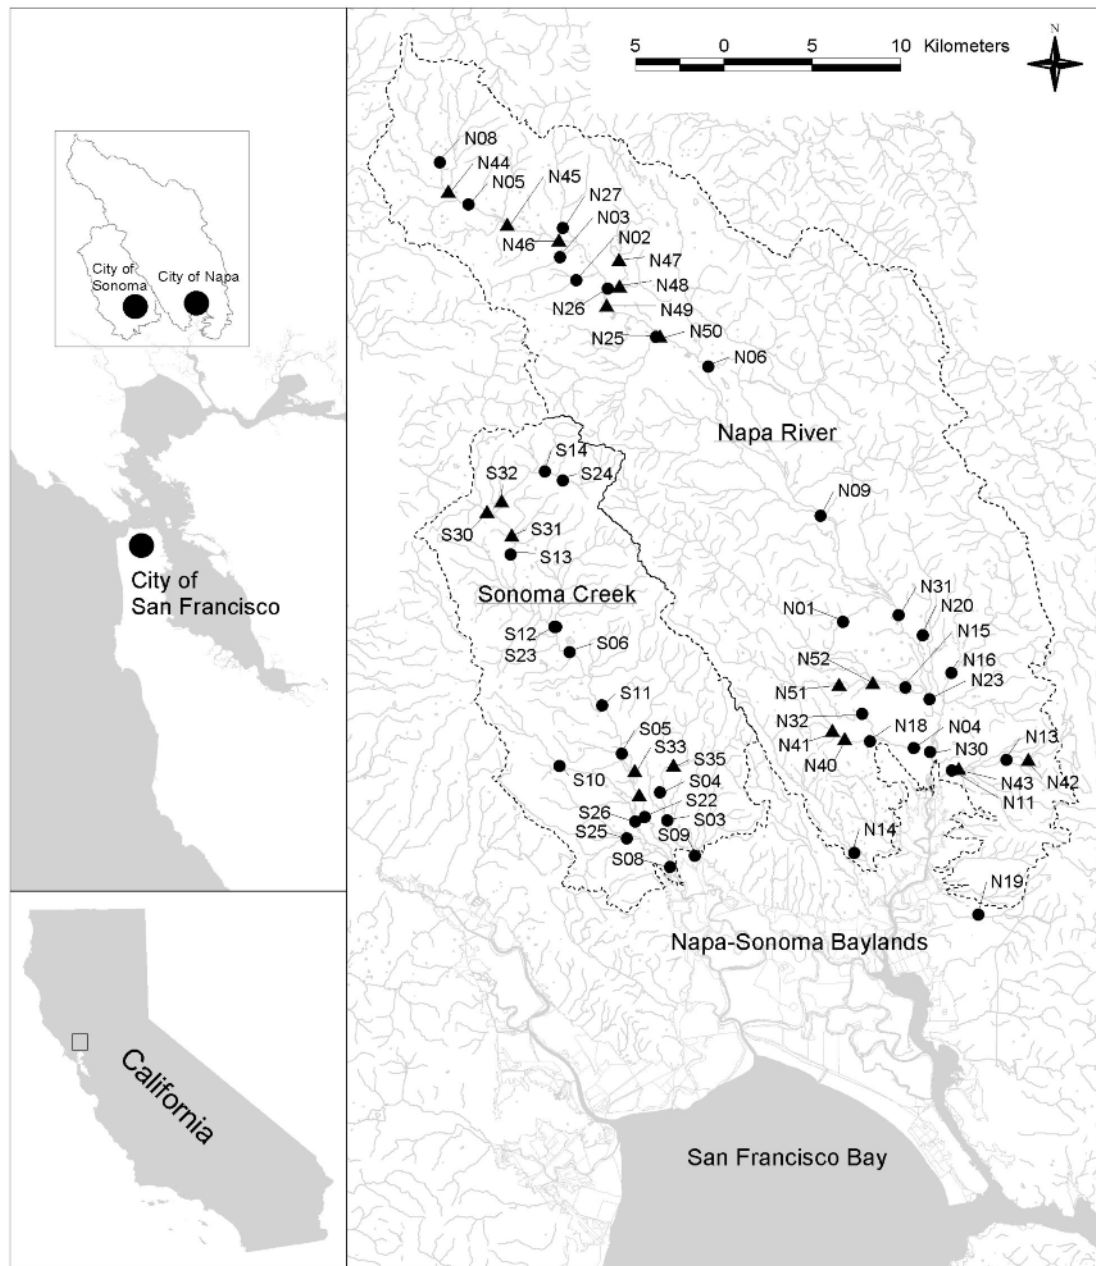 N
5 0 5 10 Kilometers
N08
N44
N05
N45
N27
N03
N46
N02
N47
N48
N26
N49
N25
N50
N06
City of
Sonoma
City of Napa
Napa River
S14
S32
S24
N09
S30
S31
S13
City of
San Francisco
Sonoma Creek
N31
N01
N20
S12
N15
S23
S06
N52
N16
N51
N23
S11
N32
N18
N04
S05
N41
N30
N13
S33
N40
S35
S10
S04
N43
N42
N11
S22
S26
S03
S25
S09
N14
S08
N19
Napa-Sonoma Baylands
California
San Francisco Bay